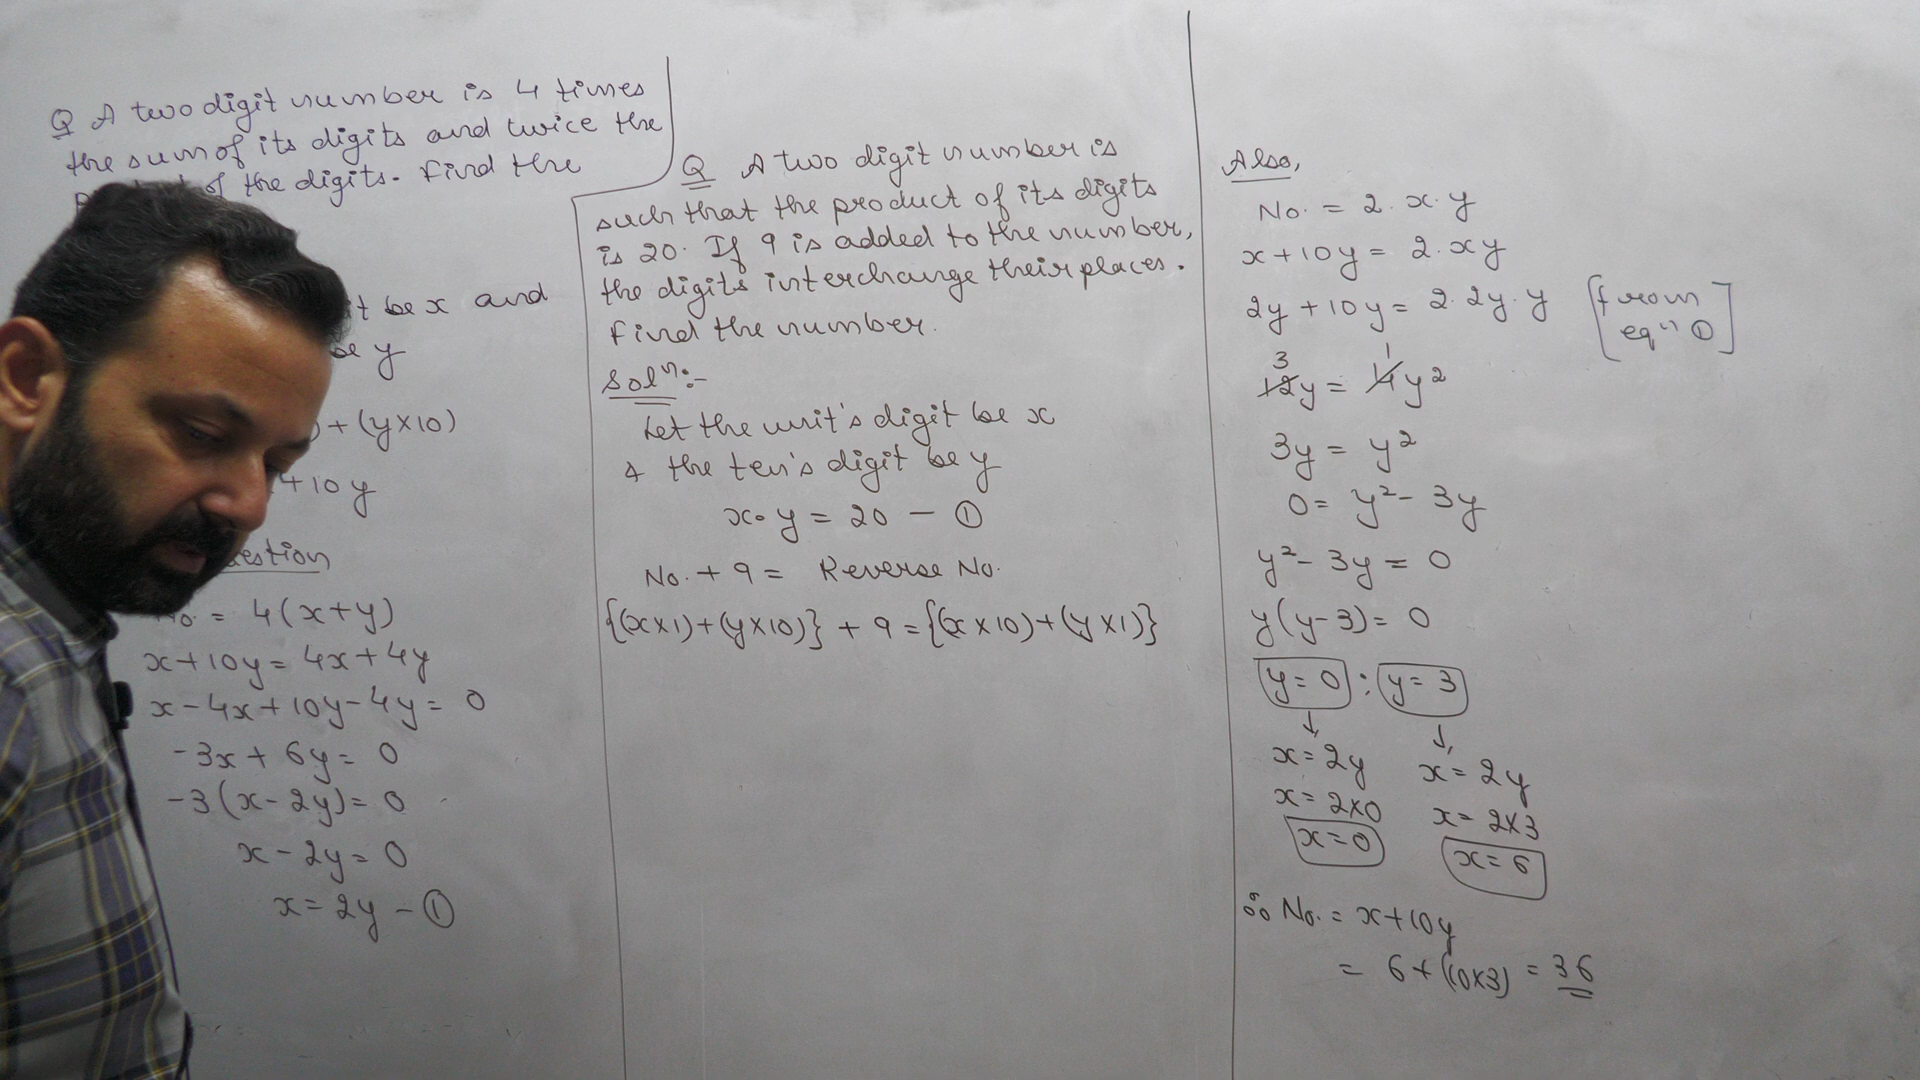 Q A two digit number is 4 times
the sum of its digits and twice the
of the digits. Find the
be x and
be y
+ (y×10)
+10y
No. = 4(x+y)
x+10y = 4x+4y
x-4x+10y-4y = 0
-3x + 6y = 0
-3(x-2y) = 0
x-2y = 0
x = 2y - ①
Q A two digit number is
such that the product of its digits
is 20. If 9 is added to the number,
the digits interchange their places.
Find the number.
Solⁿ:-
Let the unit's digit be x
& the ten's digit be y
x.y = 20 - ①
No. + 9 = Reverse No.
{(x×1)+(y×10)} + 9 = {(x×10)+(y×1)}
Also,
No. = 2.x.y
x+10y = 2.xy
2y+10y = 2.2y.y [from
eqⁿ ①]
3 1
12y = 4y²
3y = y²
0 = y²- 3y
y²- 3y = 0
y(y-3) = 0
y = 0 : y = 3
↓ ↓
x = 2y x = 2y
x = 2×0 x = 2×3
x = 0 x = 6
∴ No. = x+10y
= 6+(10×3) = 36